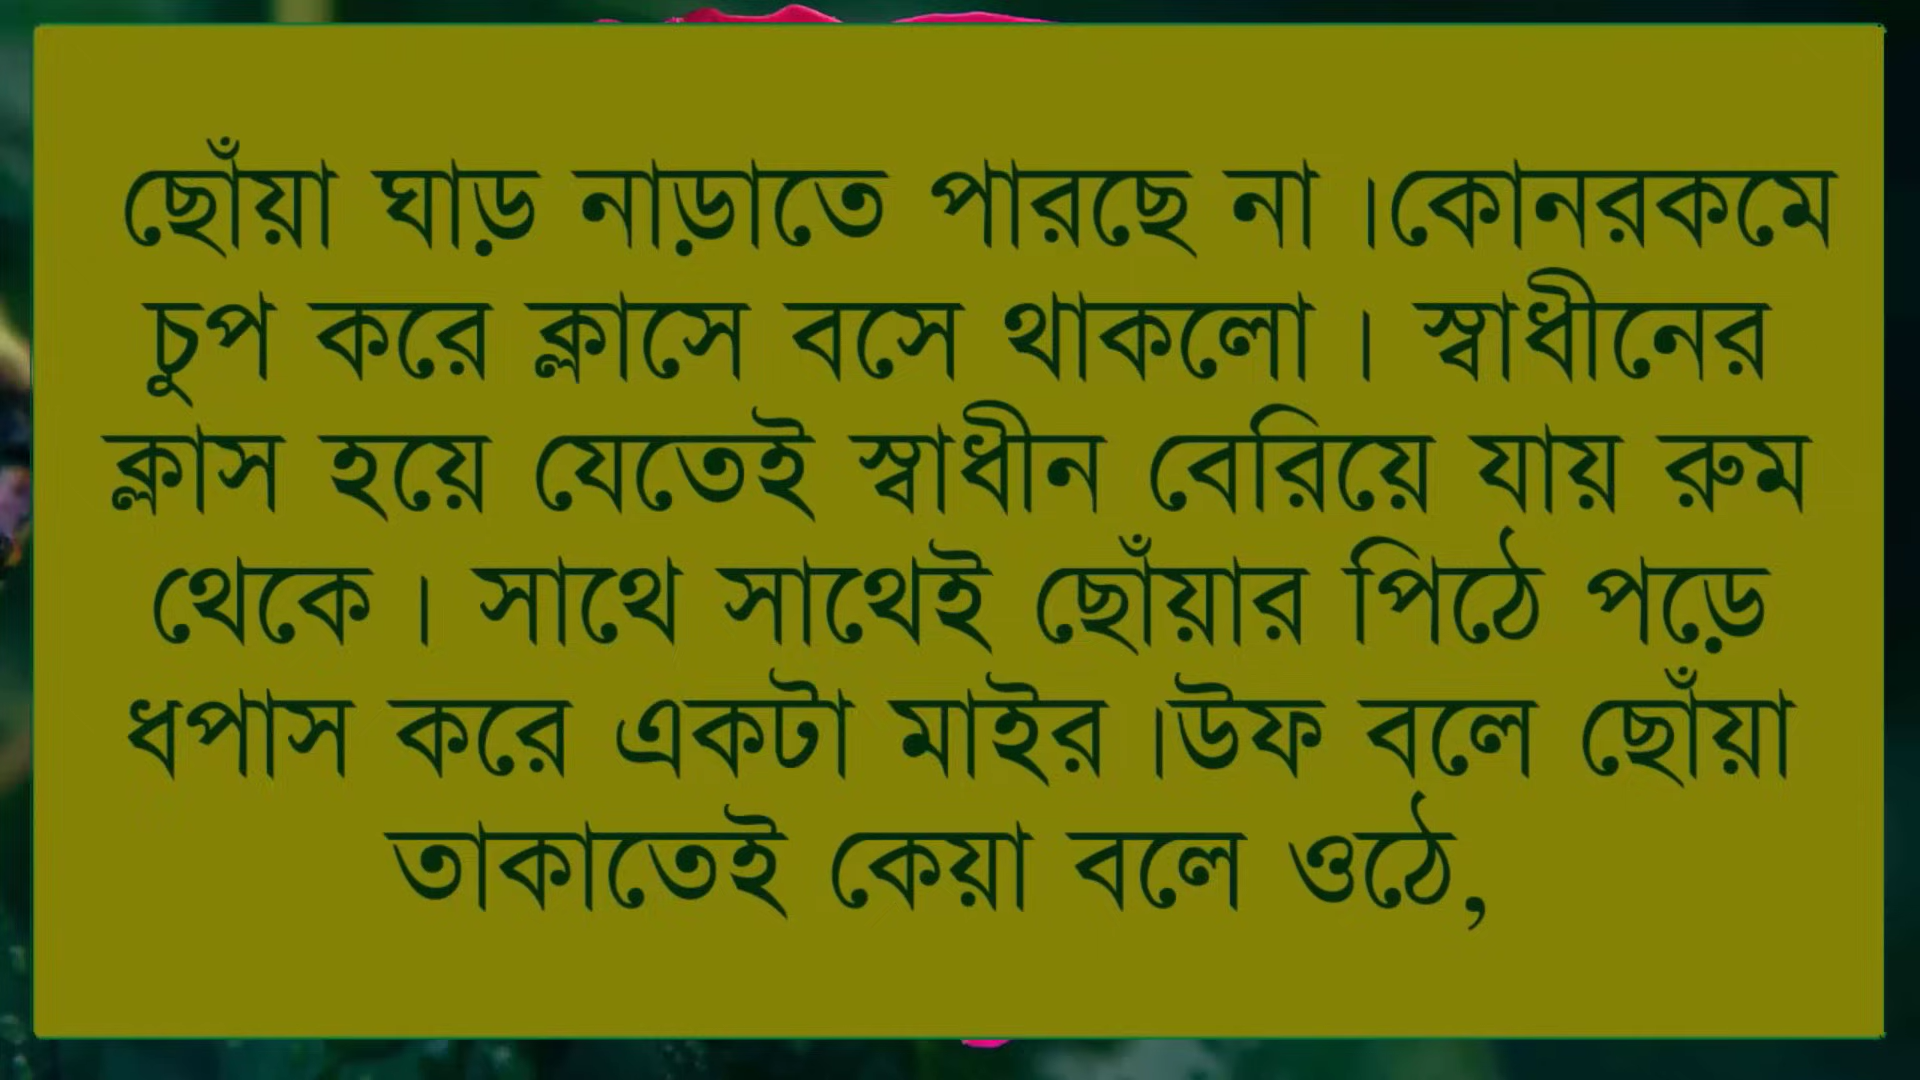 ছোঁয়া ঘাড় নাড়াতে পারছে না ।কোনরকমে
চুপ করে ক্লাসে বসে থাকলো । স্বাধীনের
ক্লাস হয়ে যেতেই স্বাধীন বেরিয়ে যায় রুম
থেকে । সাথে সাথেই ছোঁয়ার পিঠে পড়ে
ধপাস করে একটা মাইর ।উফ বলে ছোঁয়া
তাকাতেই কেয়া বলে ওঠে,